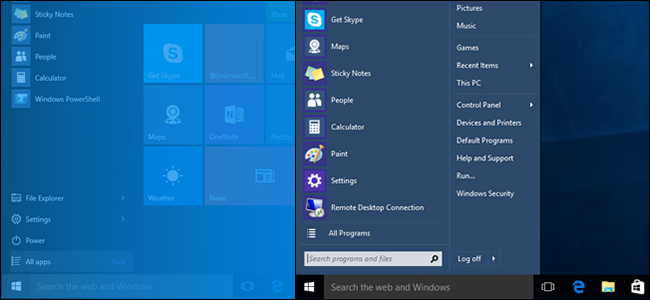 Sticky Notes
Paint
People
Calculator
Windows PowerShell
File Explorer
Settings
Power
All apps
New
Search the web and Windows
Xbox
Get Skype
Mail
Maps
OneNote
Photos
Weather
News
Get Skype
Maps
Sticky Notes
People
Calculator
Paint
Settings
Remote Desktop Connection
All Programs
Search programs and files
Search the web and Windows
Pictures
Music
Games
Recent Items
This PC
Control Panel
Devices and Printers
Default Programs
Help and Support
Run...
Windows Security
Log off